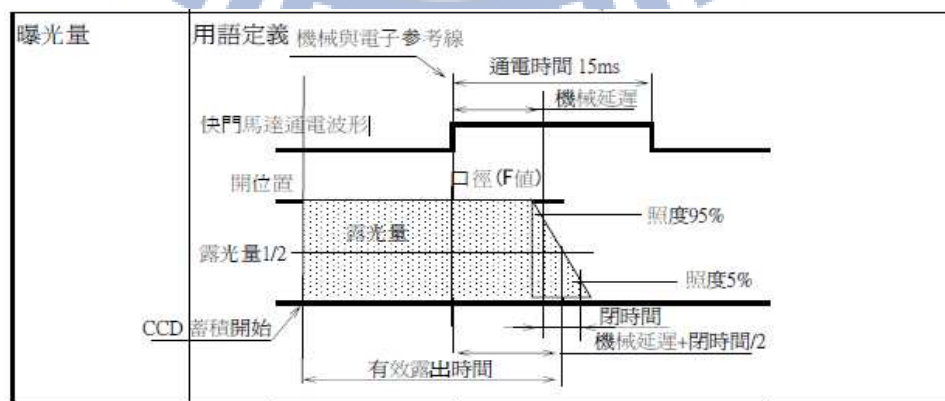 曝光量
用語定義
機械與電子參考線
通電時間 15ms
機械延遲
快門馬達通電波形
開位置
口徑(F值)
照度95%
露光量
露光量1/2
照度5%
CCD 蓄積開始
閉時間
機械延遲+閉時間/2
有效露出時間